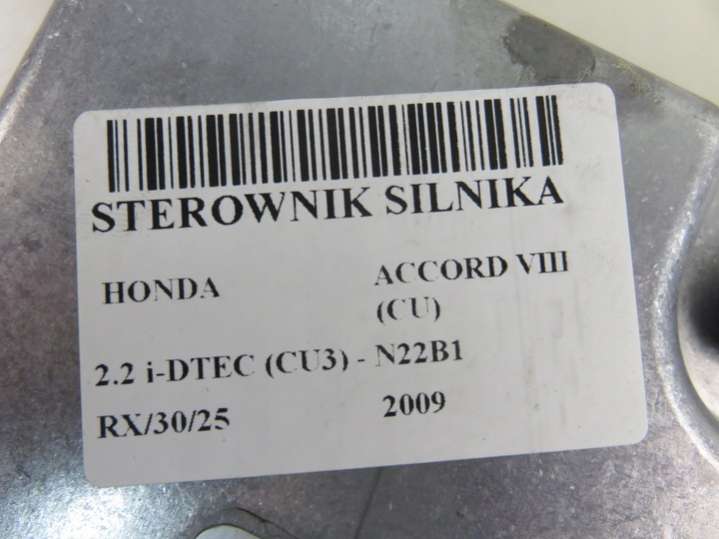 STEROWNIK SILNIKA
HONDA ACCORD VIII
(CU)
2.2 i-DTEC (CU3) - N22B1
RX/30/25 2009